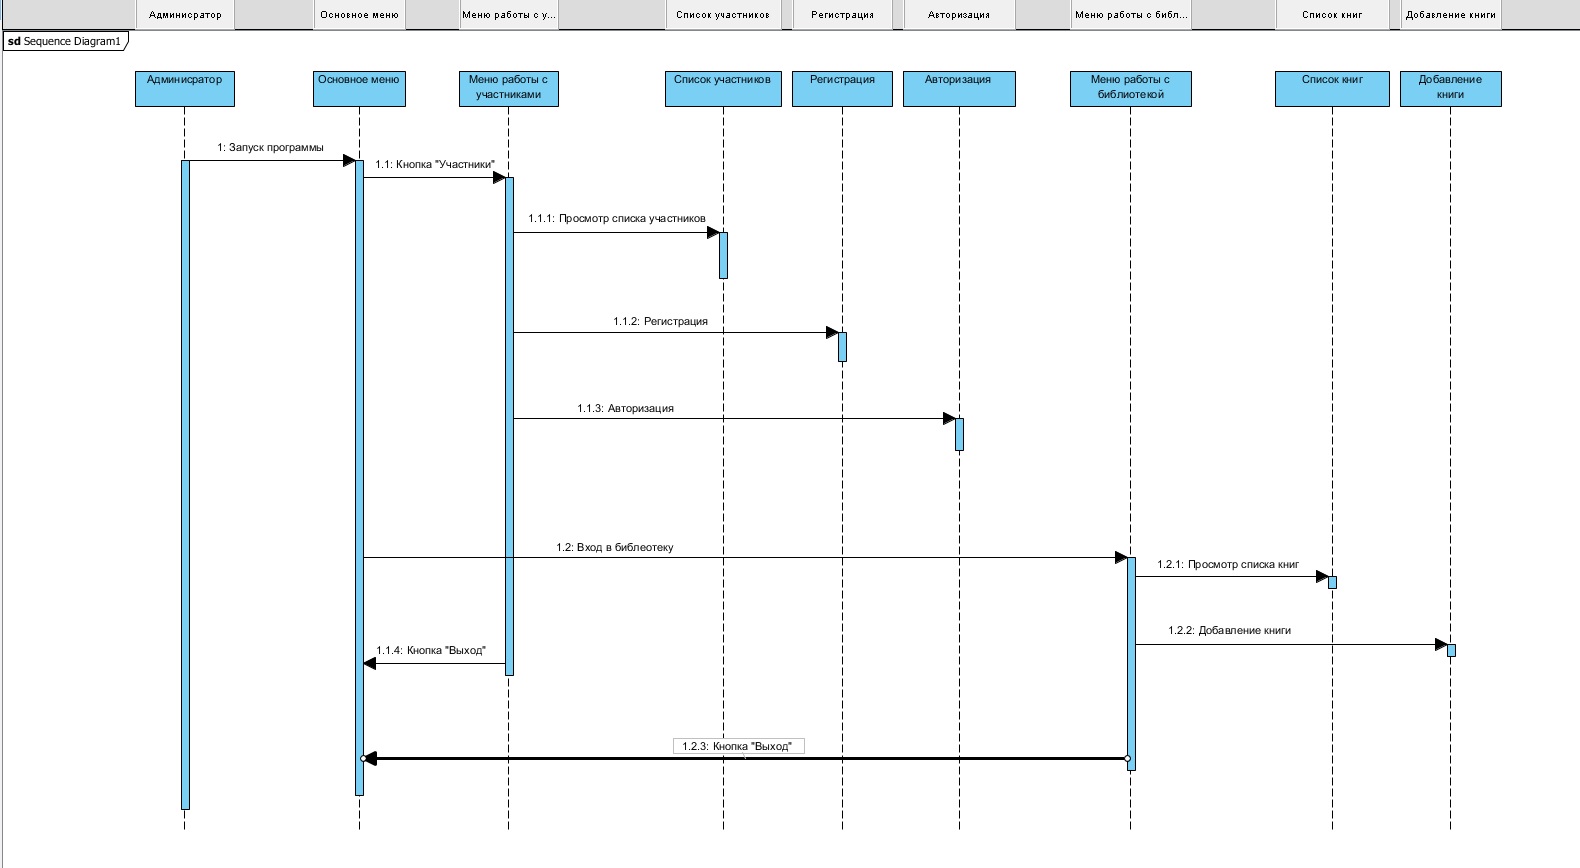 Админисратор
Основное меню
Меню работы с у...
Список участников
Регистрация
Авторизация
Меню работы с библ...
Список книг
Добавление книги
sd Sequence Diagram1
Админисратор
Основное меню
Меню работы с
участниками
Список участников
Регистрация
Авторизация
Меню работы с
библиотекой
Список книг
Добавление
книги
1: Запуск программы
1.1: Кнопка "Участники"
1.1.1: Просмотр списка участников
1.1.2: Регистрация
1.1.3: Авторизация
1.2: Вход в библеотеку
1.2.1: Просмотр списка книг
1.2.2: Добавление книги
1.1.4: Кнопка "Выход"
1.2.3: Кнопка "Выход"